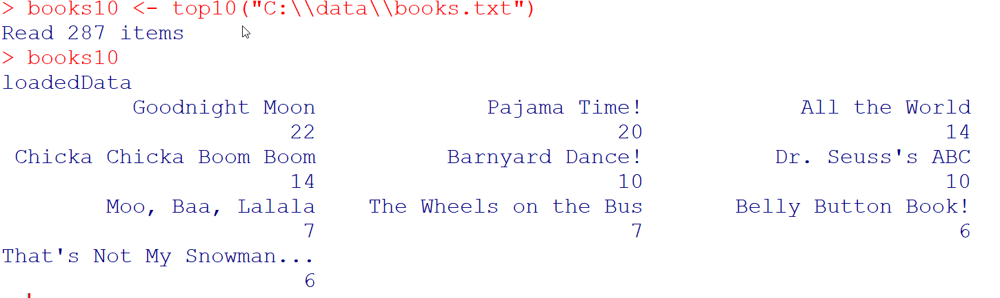 > books10 <- top10("C:\\data\\books.txt")
Read 287 items
> books10
loadedData
Goodnight Moon Pajama Time! All the World
22 20 14
Chicka Chicka Boom Boom Barnyard Dance! Dr. Seuss's ABC
14 10 10
Moo, Baa, Lalala The Wheels on the Bus Belly Button Book!
7 7 6
That's Not My Snowman...
6